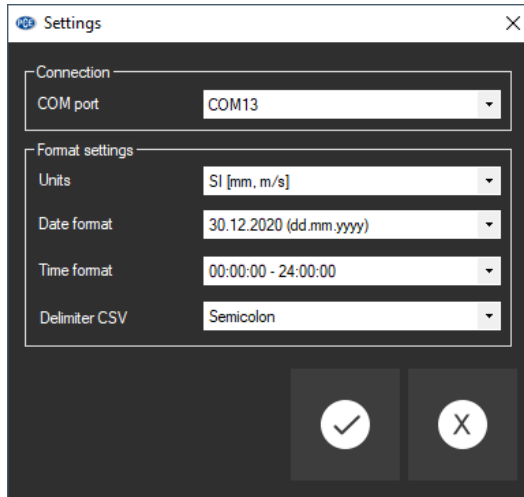 PCE Settings
Connection
COM port COM13
Format settings
Units SI [mm, m/s]
Date format 30.12.2020 (dd.mm.yyyy)
Time format 00:00:00 - 24:00:00
Delimiter CSV Semicolon
X